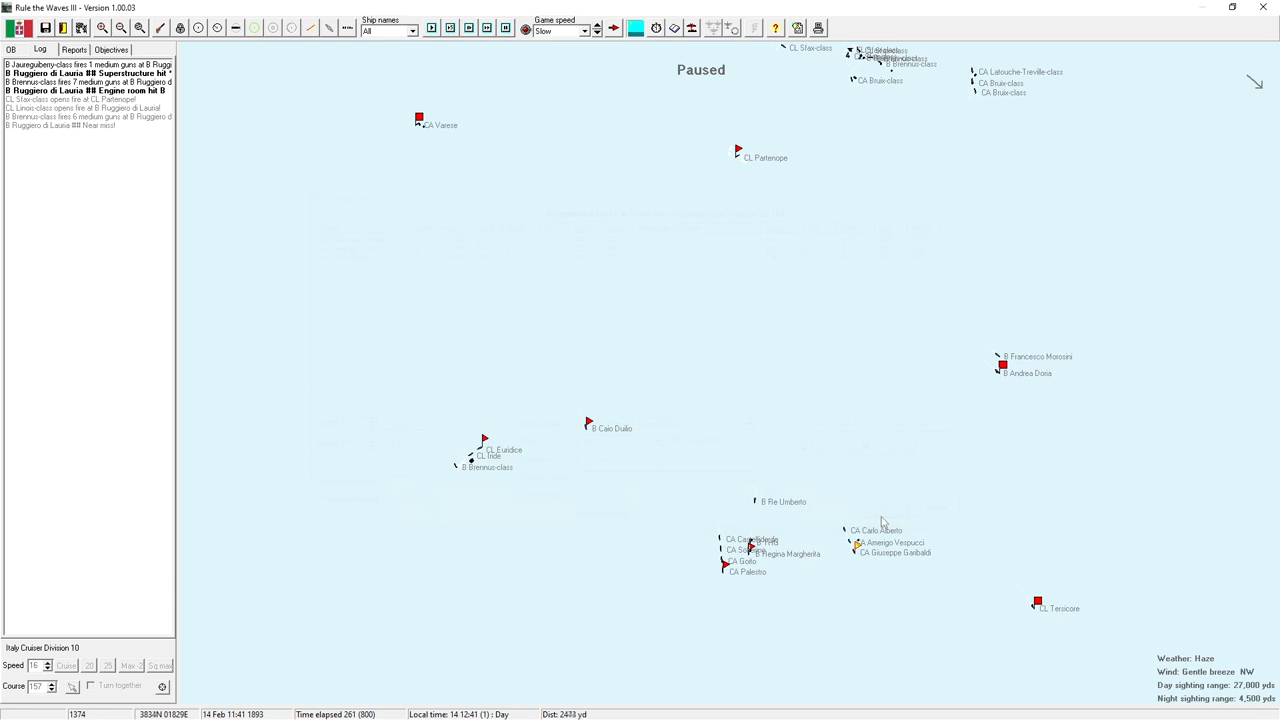 Rule the Waves III - Version 1.00.03
Ship names
All
Game speed
Slow
OB
Log
Reports
Objectives
B Jaureguiberry-class fires 1 medium guns at B Ruggi
B Ruggiero di Lauria ## Superstructure hit *
B Brennus-class fires 7 medium guns at B Ruggiero d
B Ruggiero di Lauria ## Engine room hit B
CL Sfax-class opens fire at CL Partenope!
CL Linois-class opens fire at B Ruggiero di Lauria!
B Brennus-class fires 6 medium guns at B Ruggiero d
B Ruggiero di Lauria ## Near miss!
Paused
CL Sfax-class
B Brennus-class
CA Bruix-class
CA Latouche-Treville-class
CA Bruix-class
CA Bruix-class
CA Varese
CL Partenope
B Francesco Morosini
B Andrea Doria
B Caio Duilio
CL Euridice
CL Iride
B Brennus-class
B Re Umberto
CA Carlo Alberto
CA Amerigo Vespucci
CA Giuseppe Garibaldi
B Regina Margherita
CA Goito
CA Palestro
CL Tersicore
Italy Cruiser Division 10
Speed
16
Cruise
20
25
Max -2
Sq max
Course
157
Turn together
Weather: Haze
Wind: Gentle breeze NW
Day sighting range: 27,000 yds
Night sighting range: 4,500 yds
1374
3834N 01829E
14 Feb 11:41 1893
Time elapsed 261 (800)
Local time: 14 12:41 (1) : Day